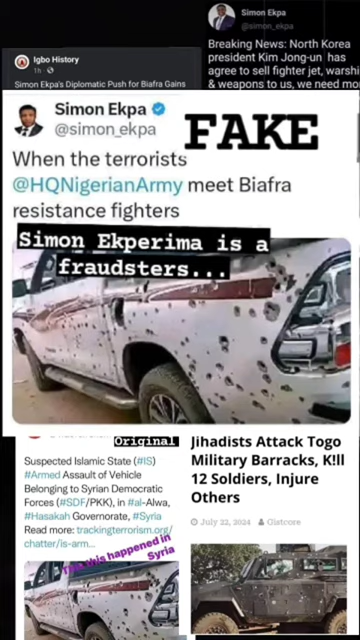 Simon Ekpa
@simon_ekpa
Breaking News: North Korea
president Kim Jong-un has
agree to sell fighter jet, warshi
& weapons to us, we need mo
Igbo History
1h
Simon Ekpa's Diplomatic Push for Biafra Gains
Simon Ekpa
@simon_ekpa
FAKE
When the terrorists
@HQNigerianArmy meet Biafra
resistance fighters
Simon Ekperima is a
fraudsters...
Original
Suspected Islamic State (#IS)
#Armed Assault of Vehicle
Belonging to Syrian Democratic
Forces (#SDF/PKK), in #al-Alwa,
#Hasakah Governorate, #Syria
Read more: trackingterrorism.org/
chatter/is-arm...
this happened in
Syria
Jihadists Attack Togo
Military Barracks, K!ll
12 Soldiers, Injure
Others
July 22, 2024 Olatcore